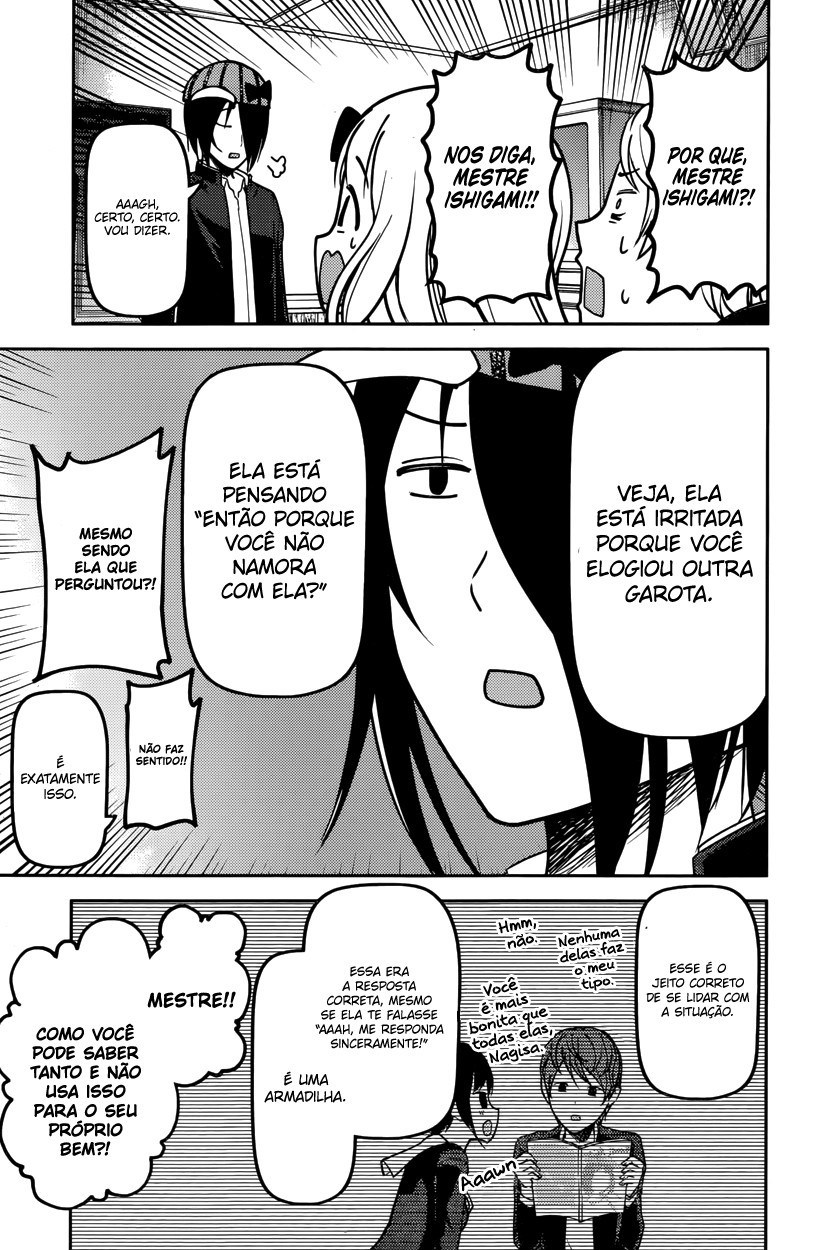 POR QUE,
MESTRE
ISHIGAMI?!
NOS DIGA,
MESTRE
ISHIGAMI!!
AAAGH,
CERTO, CERTO.
VOU DIZER.
VEJA, ELA
ESTÁ IRRITADA
PORQUE VOCÊ
ELOGIOU OUTRA
GAROTA.
ELA ESTÁ
PENSANDO
"ENTÃO PORQUE
VOCÊ NÃO
NAMORA
COM ELA?"
MESMO
SENDO
ELA QUE
PERGUNTOU?!
NÃO FAZ
SENTIDO!!
É
EXATAMENTE
ISSO.
ESSE É O
JEITO CORRETO
DE SE LIDAR COM
A SITUAÇÃO.
Hmm,
não.
Nenhuma
delas faz
o meu
tipo.
Você
é mais
bonita que
todas elas,
Nagisa.
Aaawn
ESSA ERA
A RESPOSTA
CORRETA, MESMO
SE ELA TE FALASSE
"AAAH, ME RESPONDA
SINCERAMENTE!"
É UMA
ARMADILHA.
MESTRE!!
COMO VOCÊ
PODE SABER
TANTO E NÃO
USA ISSO
PARA O SEU
PRÓPRIO
BEM?!